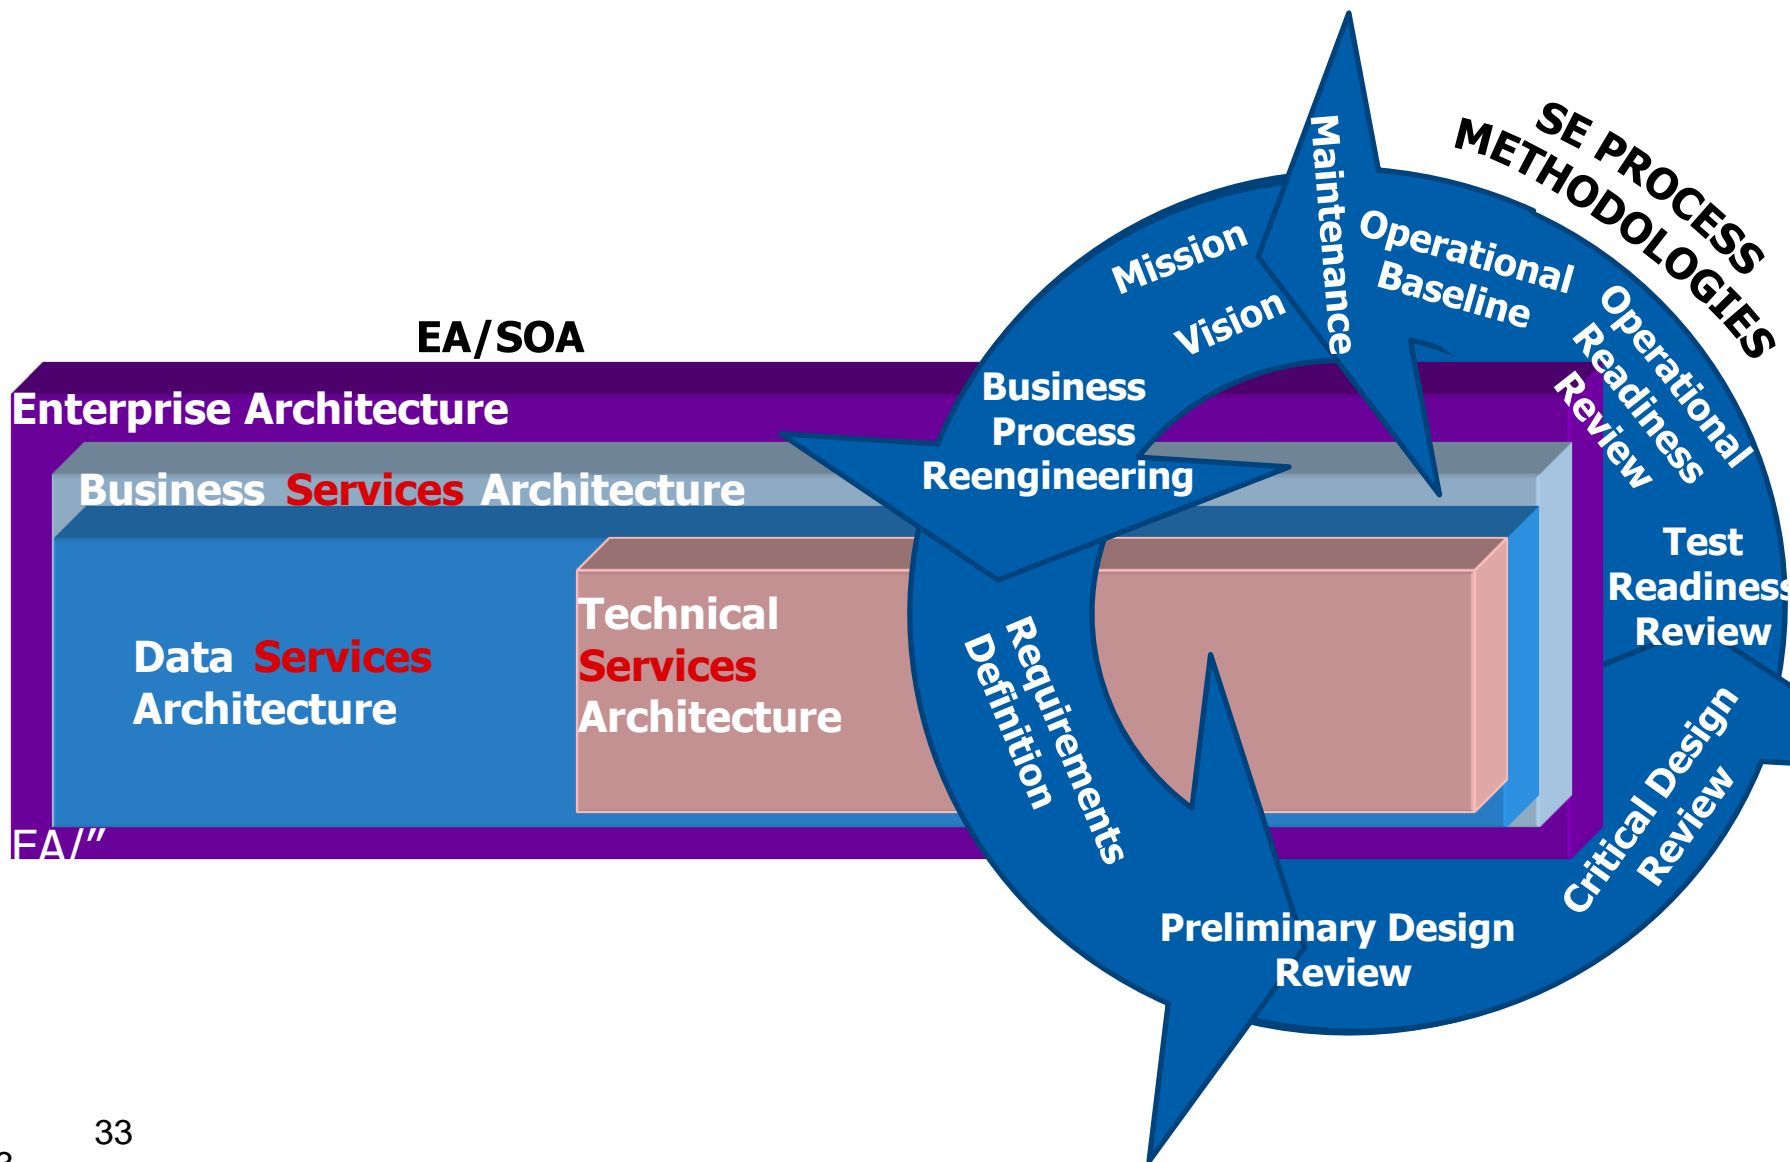 SE PROCESS
METHODOLOGIES
EA/SOA
Enterprise Architecture
Business Services Architecture
Data Services
Architecture
Technical
Services
Architecture
EA/”
Mission
Vision
Business
Process
Reengineering
Requirements
Definition
Preliminary Design
Review
Critical Design
Review
Test
Readiness
Review
Operational
Readiness
Review
Operational
Baseline
Maintenance
33
3